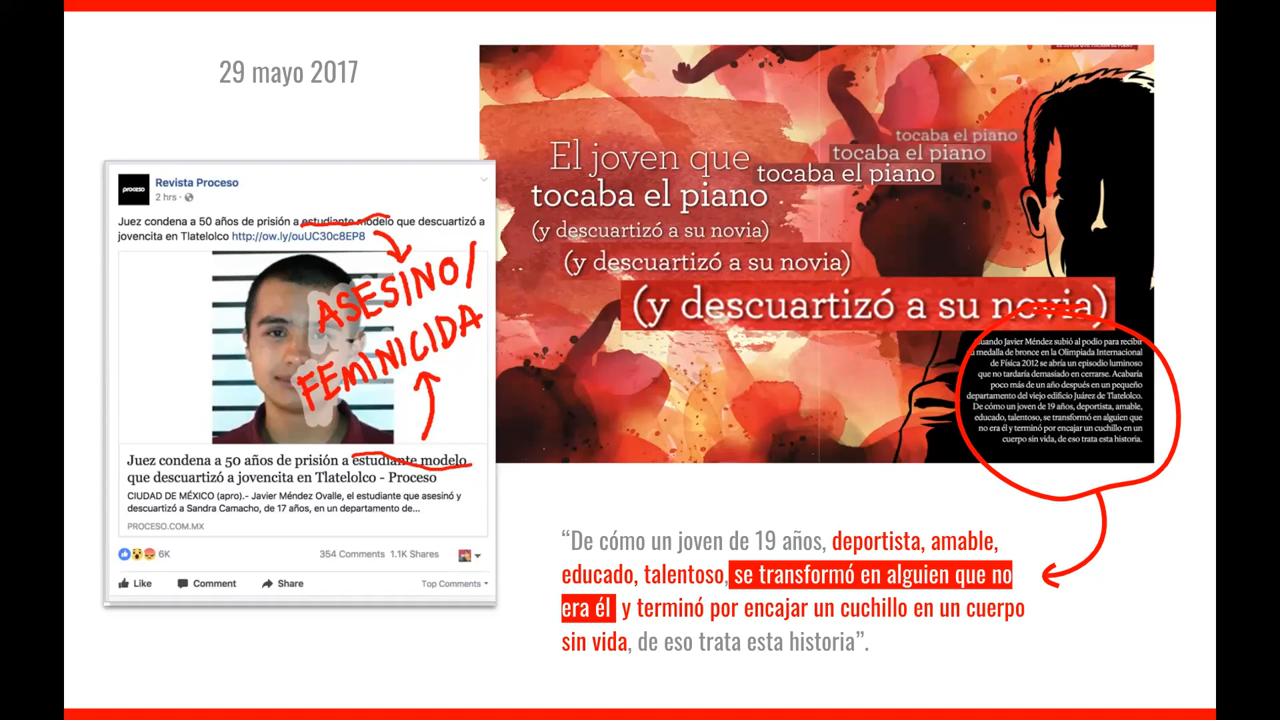 29 mayo 2017
Revista Proceso
2 hrs ·
Juez condena a 50 años de prisión a estudiante modelo que descuartizó a
jovencita en Tlatelolco http://ow.ly/ouUC30c8EP8
proceso
ASESINO/
FEMINICIDA
Juez condena a 50 años de prisión a estudiante modelo
que descuartizó a jovencita en Tlatelolco - Proceso
CIUDAD DE MÉXICO (apro).- Javier Méndez Ovalle, el estudiante que asesinó y
descuartizó a Sandra Camacho, de 17 años, en un departamento de...
PROCESO.COM.MX
6K
354 Comments 1.1K Shares
Like Comment Share Top Comments
EL JOVEN QUE TOCABA EL PIANO
tocaba el piano
tocaba el piano
tocaba el piano
El joven que
tocaba el piano
(y descuartizó a su novia)
(y descuartizó a su novia)
(y descuartizó a su novia)
uando Javier Méndez subió al podio para recibir
a medalla de bronce en la Olimpiada Internacional
de Física 2012 se abría un episodio luminoso
que no tardaría demasiado en cerrarse. Acabaría
poco más de un año después en un pequeño
departamento del viejo edificio Juárez de Tlatelolco.
De cómo un joven de 19 años, deportista, amable,
educado, talentoso, se transformó en alguien que
no era él y terminó por encajar un cuchillo en un
cuerpo sin vida, de eso trata esta historia.
“De cómo un joven de 19 años, deportista, amable,
educado, talentoso, se transformó en alguien que no
era él y terminó por encajar un cuchillo en un cuerpo
sin vida, de eso trata esta historia”.